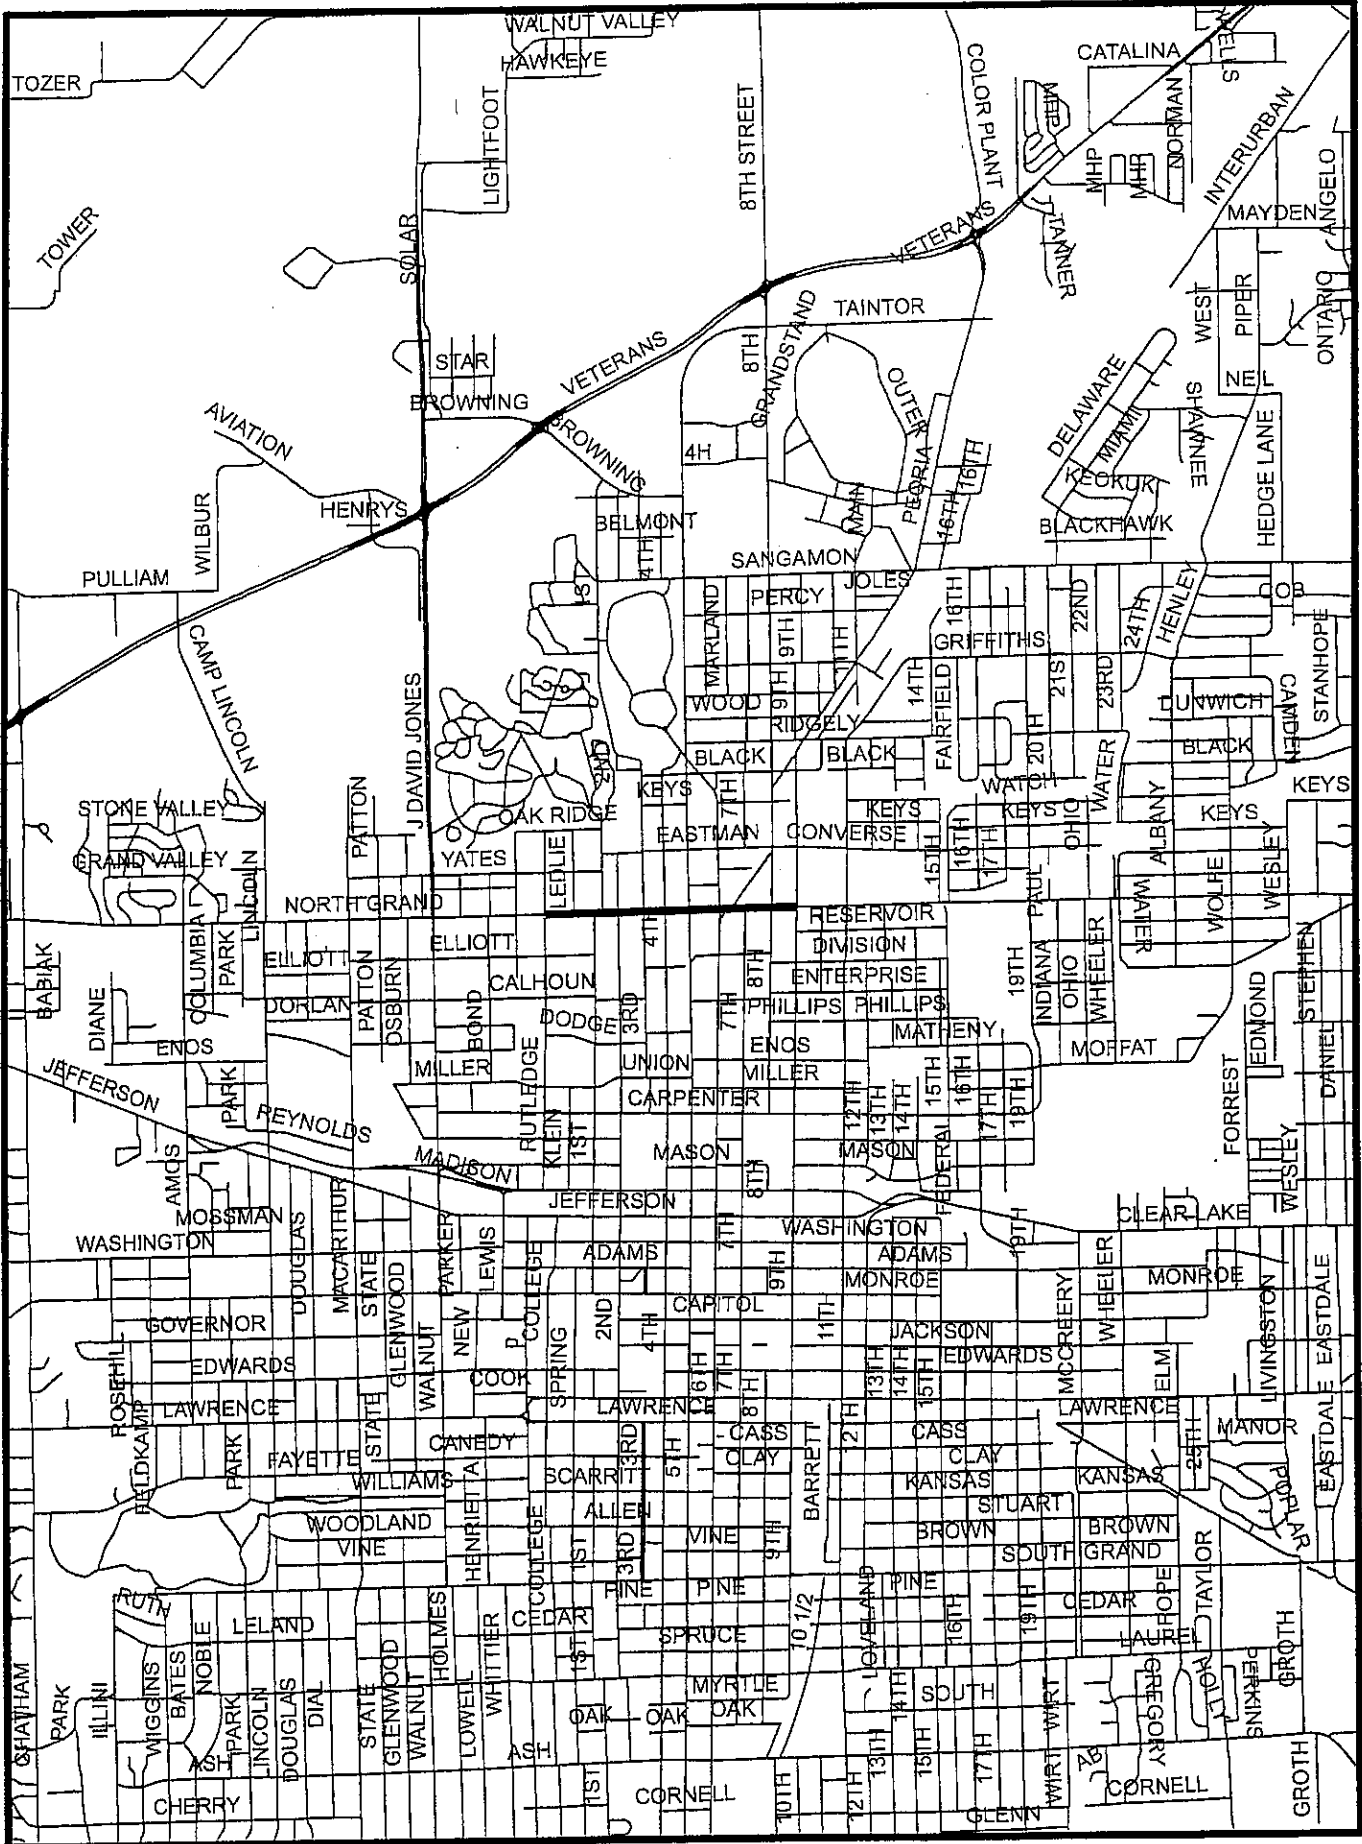 WALNUT VALLEY
HAWKEYE
TOZER
LIGHTFOOT
8TH STREET
COLOR PLANT
CATALINA
WELLS
MHP
NORMAN
INTERURBAN
MHP
MHP
ANGELO
MAYDEN
TOWER
SOLAR
VETERANS
TANNER
TAINTOR
GRANDSTAND
WEST
PIPER
ONTARIO
STAR
VETERANS
8TH
OUTER
DELAWARE
NEIL
BROWNING
AVIATION
BROWNING
4H
PEORIA
16TH
MIAMI
SHAWNEE
KEOKUK
HEDGE LANE
WILBUR
HENRYS
BELMONT
MAIN
16TH
BLACKHAWK
4TH
SANGAMON
PULLIAM
1ST
JOLES
PERCY
16TH
22ND
24TH
HENLEY
COB
CAMP LINCOLN
MARLAND
9TH
11TH
GRIFFITHS
STANHOPE
J DAVID JONES
WOOD
9TH
RIDGELY
14TH
FAIRFIELD
21ST
23RD
DUNWICH
CAMDEN
BLACK
BLACK
20TH
WATER
BLACK
KEYS
STONE VALLEY
PATTON
OAK RIDGE
KEYS
7TH
KEYS
WATCH
KEYS
OHIO
ALBANY
KEYS
EASTMAN
CONVERSE
GRAND VALLEY
YATES
LEDLIE
15TH
16TH
17TH
PAUL
WOLFE
WESLEY
LINCOLN
NORTH GRAND
RESERVOIR
WATER
COLUMBIA
PARK
ELLIOTT
ELLIOTT
4TH
DIVISION
BABIAK
CALHOUN
8TH
ENTERPRISE
19TH
INDIANA
OHIO
WHEELER
EDMOND
STEPHEN
DIANE
DORLAN
PATTON
OSBURN
BOND
DODGE
3RD
7TH
PHILLIPS
PHILLIPS
MATHENY
ENOS
ENOS
MOFFAT
JEFFERSON
MILLER
RUTLEDGE
UNION
MILLER
DANIEL
PARK
REYNOLDS
CARPENTER
12TH
13TH
14TH
15TH
16TH
17TH
19TH
FORREST
KLEIN
1ST
MASON
MASON
MADISON
AMOS
8TH
FEDERAL
WESLEY
JEFFERSON
MOSSMAN
DOUGLAS
MACARTHUR
PARKER
LEWIS
WASHINGTON
CLEAR LAKE
WASHINGTON
ADAMS
7TH
ADAMS
19TH
STATE
GLENWOOD
COLLEGE
9TH
MONROE
WHEELER
MONROE
LIVINGSTON
EASTDALE
GOVERNOR
NEW
2ND
CAPITOL
11TH
MCCREERY
ROSEHILL
WALNUT
P
SPRING
4TH
JACKSON
EDWARDS
EDWARDS
COOK
6TH
7TH
13TH
14TH
15TH
ELM
LAWRENCE
LAWRENCE
8TH
LAWRENCE
HELDKAMP
PARK
STATE
CANEDY
3RD
5TH
CASS
12TH
CASS
MANOR
EASTDALE
FAYETTE
CLAY
CLAY
25TH
WILLIAMS
HENRIETTA
SCARRITT
BARRETT
KANSAS
KANSAS
POPLAR
ALLEN
STUART
WOODLAND
COLLEGE
VINE
BROWN
BROWN
VINE
1ST
3RD
9TH
SOUTH GRAND
RUTH
PINE
PINE
PINE
TAYLOR
LELAND
HOLMES
CEDAR
10 1/2
LOVELAND
CEDAR
ROPE
NOBLE
WHITTIER
SPRUCE
16TH
19TH
LAUREL
CHATHAM
PARK
ILLINI
WIGGINS
BATES
DIAL
STATE
GLENWOOD
WALNUT
LOWELL
1ST
MYRTLE
14TH
SOUTH
WIRT
GREGORY
HOLLY
PERKINS
GROTH
PARK
LINCOLN
DOUGLAS
OAK
OAK
OAK
ASH
ASH
13TH
15TH
17TH
CHERRY
1ST
CORNELL
10TH
12TH
WIRT
CORNELL
GROTH
GLENN